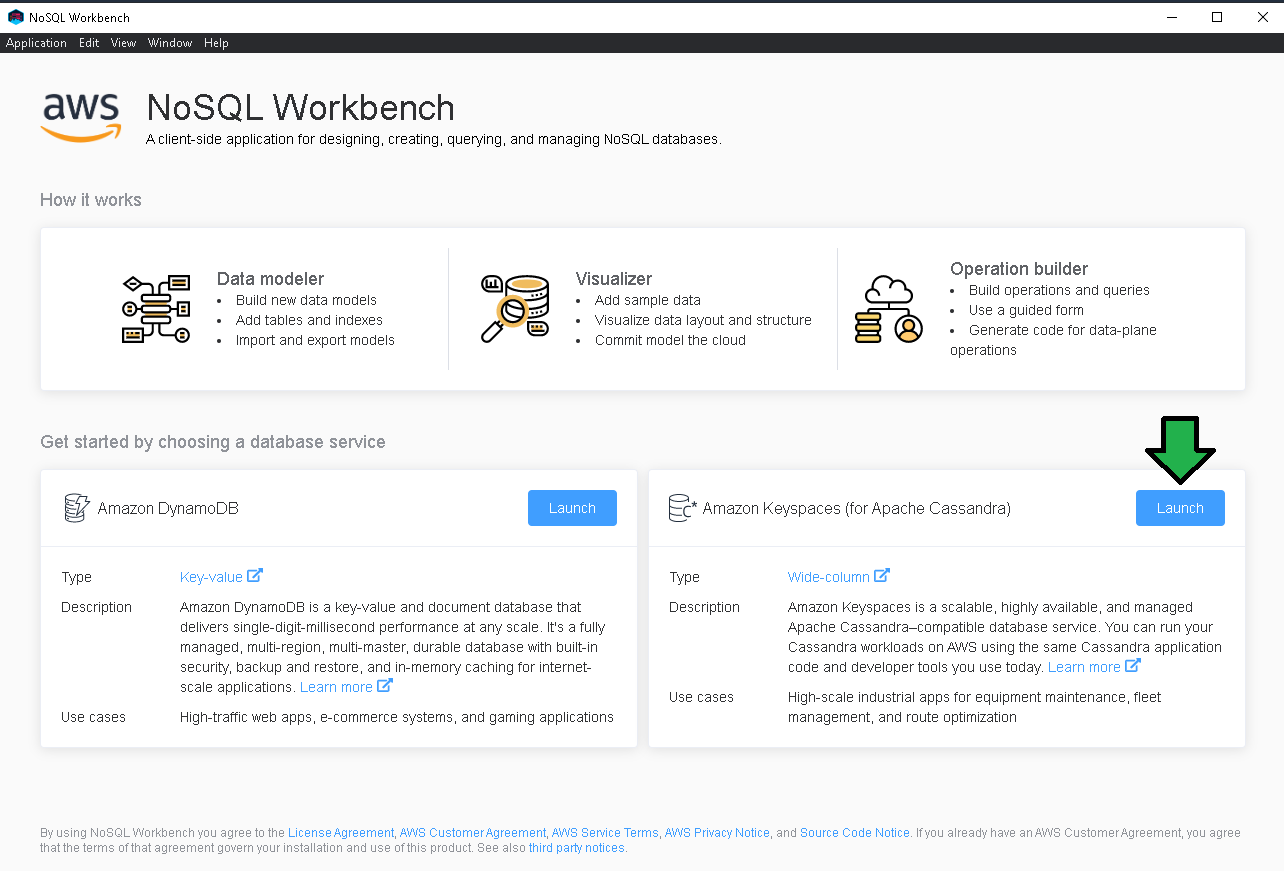 NoSQL Workbench
Application Edit View Window Help
aws
NoSQL Workbench
A client-side application for designing, creating, querying, and managing NoSQL databases.
How it works
Data modeler
• Build new data models
• Add tables and indexes
• Import and export models
Visualizer
• Add sample data
• Visualize data layout and structure
• Commit model the cloud
Operation builder
• Build operations and queries
• Use a guided form
• Generate code for data-plane
operations
Get started by choosing a database service
Amazon DynamoDB
Launch
Type
Key-value
Description
Amazon DynamoDB is a key-value and document database that
delivers single-digit-millisecond performance at any scale. It's a fully
managed, multi-region, multi-master, durable database with built-in
security, backup and restore, and in-memory caching for internet-
scale applications. Learn more
Use cases
High-traffic web apps, e-commerce systems, and gaming applications
Amazon Keyspaces (for Apache Cassandra)
Launch
Type
Wide-column
Description
Amazon Keyspaces is a scalable, highly available, and managed
Apache Cassandra–compatible database service. You can run your
Cassandra workloads on AWS using the same Cassandra application
code and developer tools you use today. Learn more
Use cases
High-scale industrial apps for equipment maintenance, fleet
management, and route optimization
By using NoSQL Workbench you agree to the License Agreement, AWS Customer Agreement, AWS Service Terms, AWS Privacy Notice, and Source Code Notice. If you already have an AWS Customer Agreement, you agree
that the terms of that agreement govern your installation and use of this product. See also third party notices.